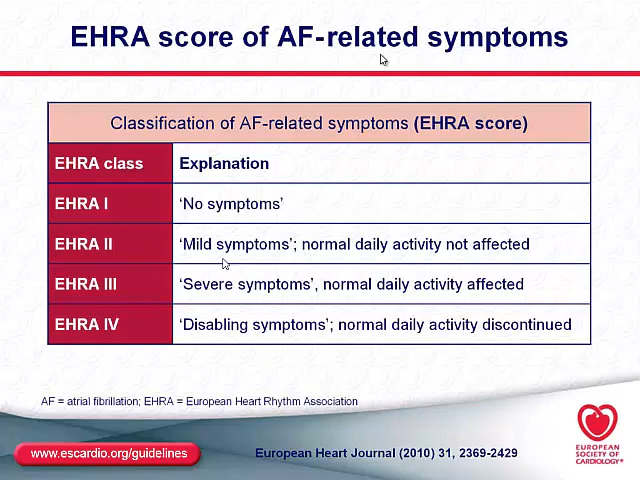 EHRA score of AF-related symptoms
Classification of AF-related symptoms (EHRA score)
EHRA class Explanation
EHRA I ‘No symptoms’
EHRA II ‘Mild symptoms’; normal daily activity not affected
EHRA III ‘Severe symptoms’, normal daily activity affected
EHRA IV ‘Disabling symptoms’; normal daily activity discontinued
AF = atrial fibrillation; EHRA = European Heart Rhythm Association
www.escardio.org/guidelines
European Heart Journal (2010) 31, 2369-2429
EUROPEAN
SOCIETY OF
CARDIOLOGY®